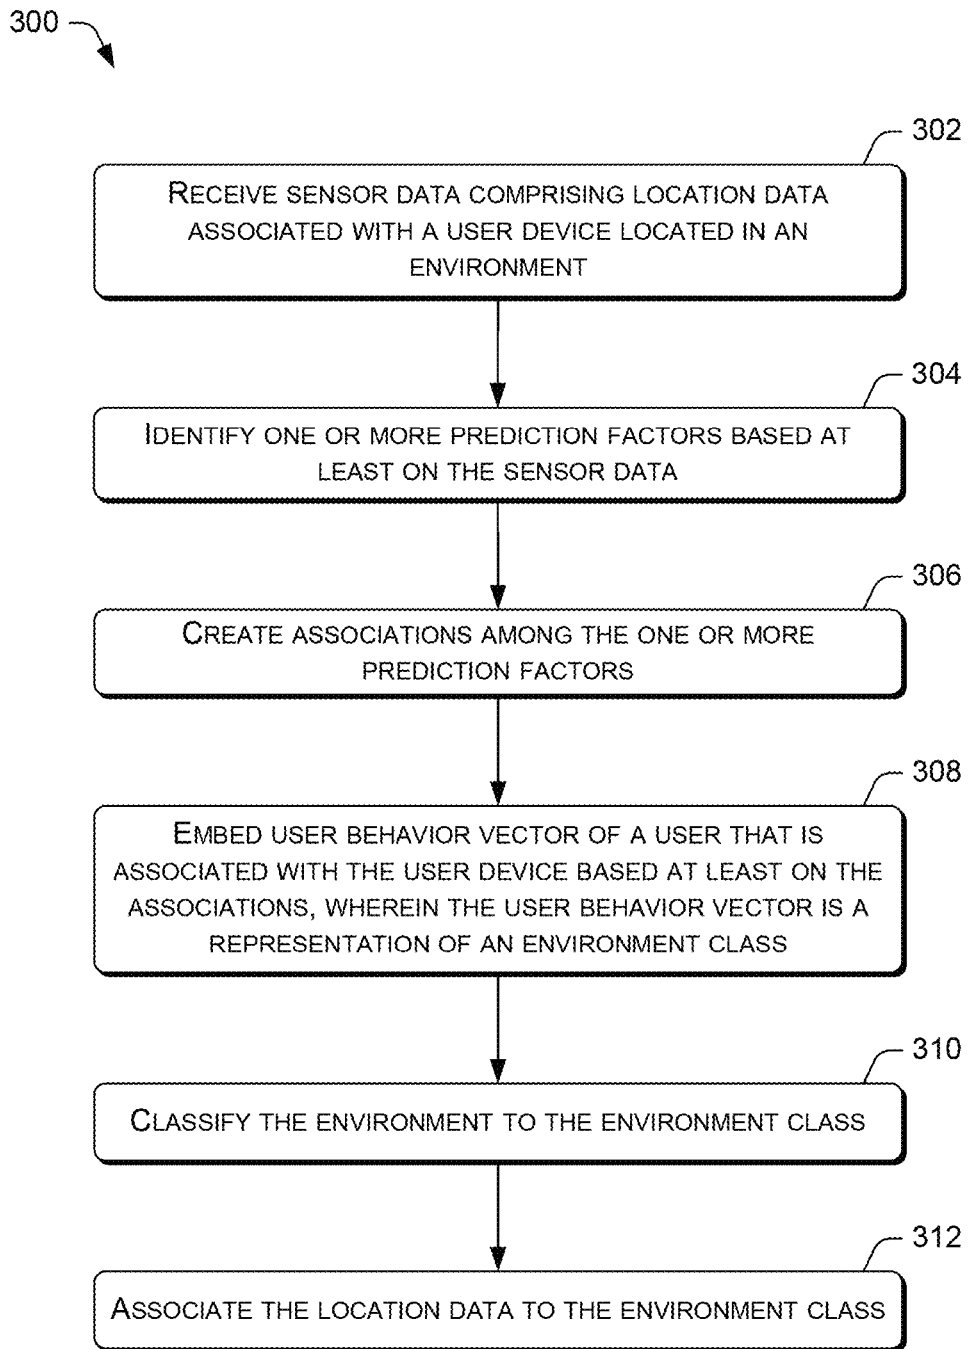 300
302
RECEIVE SENSOR DATA COMPRISING LOCATION DATA
ASSOCIATED WITH A USER DEVICE LOCATED IN AN
ENVIRONMENT
304
IDENTIFY ONE OR MORE PREDICTION FACTORS BASED AT
LEAST ON THE SENSOR DATA
306
CREATE ASSOCIATIONS AMONG THE ONE OR MORE
PREDICTION FACTORS
308
EMBED USER BEHAVIOR VECTOR OF A USER THAT IS
ASSOCIATED WITH THE USER DEVICE BASED AT LEAST ON THE
ASSOCIATIONS, WHEREIN THE USER BEHAVIOR VECTOR IS A
REPRESENTATION OF AN ENVIRONMENT CLASS
310
CLASSIFY THE ENVIRONMENT TO THE ENVIRONMENT CLASS
312
ASSOCIATE THE LOCATION DATA TO THE ENVIRONMENT CLASS